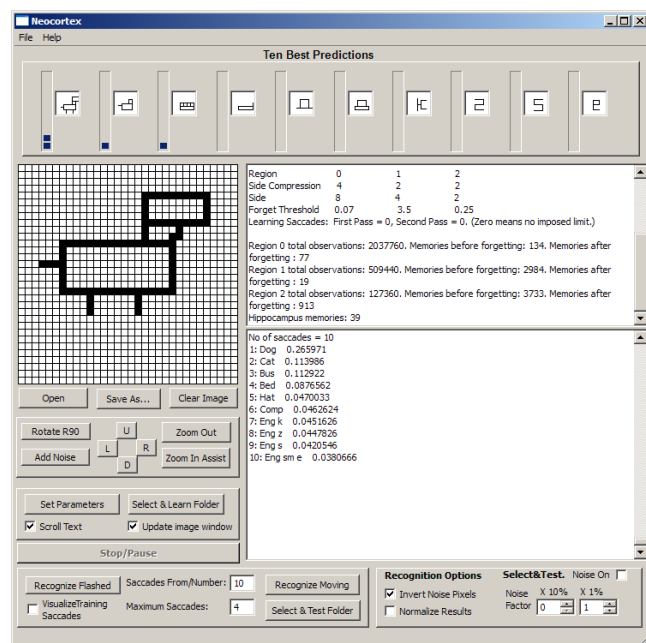 Neocortex
File Help
Ten Best Predictions
Region 0 1 2
Side Compression 4 2 2
Side 8 4 2
Forget Threshold 0.07 3.5 0.25
Learning Saccades: First Pass = 0, Second Pass = 0. (Zero means no imposed limit.)
Region 0 total observations: 2037760. Memories before forgetting: 134. Memories after
forgetting : 77
Region 1 total observations: 509440. Memories before forgetting: 2984. Memories after
forgetting : 19
Region 2 total observations: 127360. Memories before forgetting: 3733. Memories after
forgetting : 913
Hippocampus memories: 39
No of saccades = 10
1: Dog 0.265971
2: Cat 0.113986
3: Bus 0.112922
4: Bed 0.0876562
5: Hat 0.0470033
6: Comp 0.0462624
7: Eng k 0.0451626
8: Eng z 0.0447826
9: Eng s 0.0420546
10: Eng sm e 0.0380666
Open Save As... Clear Image
Rotate R90 U Zoom Out
L R
Add Noise D Zoom In Assist
Set Parameters Select & Learn Folder
Scroll Text Update image window
Stop/Pause
Recognize Flashed Saccades From/Number: 10 Recognize Moving
VisualizeTraining
Saccades Maximum Saccades: 4 Select & Test Folder
Recognition Options Select&Test. Noise On
Invert Noise Pixels Noise X 10% X 1%
Normalize Results Factor 0 1